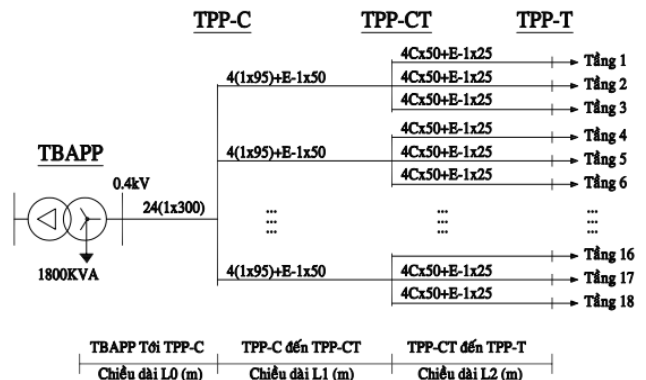 TPP-C TPP-CT TPP-T
4Cx50+E-1x25 Tầng 1
4(1x95)+E-1x50 4Cx50+E-1x25 Tầng 2
4Cx50+E-1x25 Tầng 3
4Cx50+E-1x25 Tầng 4
TBAPP 4(1x95)+E-1x50 4Cx50+E-1x25 Tầng 5
4Cx50+E-1x25 Tầng 6
0.4kV
24(1x300)
... ... ...
... ... ...
... ... ...
Tầng 16
1800KVA 4(1x95)+E-1x50 4Cx50+E-1x25 Tầng 17
4Cx50+E-1x25 Tầng 18
TBAPP Tới TPP-C TPP-C đến TPP-CT TPP-CT đến TPP-T
Chiều dài L0 (m) Chiều dài L1 (m) Chiều dài L2 (m)